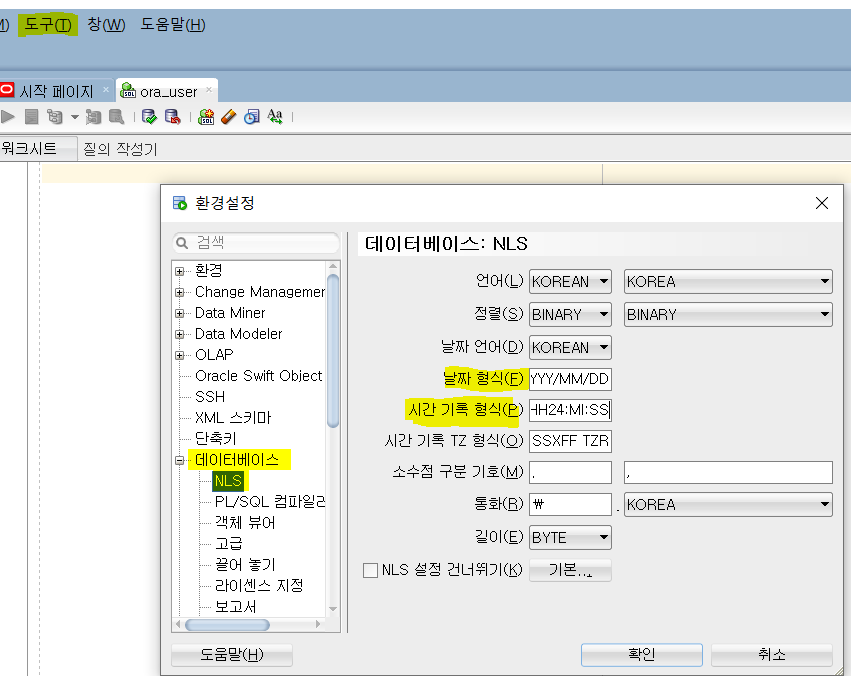 도구(T) 창(W) 도움말(H)
시작 페이지 × ora_user ×
워크시트 질의 작성기
환경설정
검색
환경
Change Managemer
Data Miner
Data Modeler
OLAP
Oracle Swift Object
SSH
XML 스키마
단축키
데이터베이스
NLS
PL/SQL 컴파일러
객체 뷰어
고급
끌어 놓기
라이센스 지정
보고서
데이터베이스: NLS
언어(L) KOREAN KOREA
정렬(S) BINARY BINARY
날짜 언어(D) KOREAN
날짜 형식(F) YYY/MM/DD
시간 기록 형식(P) HH24:MI:SS
시간 기록 TZ 형식(O) SSXFF TZR
소수점 구분 기호(M) . ,
통화(R) ₩ . KOREA
길이(E) BYTE
NLS 설정 건너뛰기(K) 기본...
도움말(H) 확인 취소